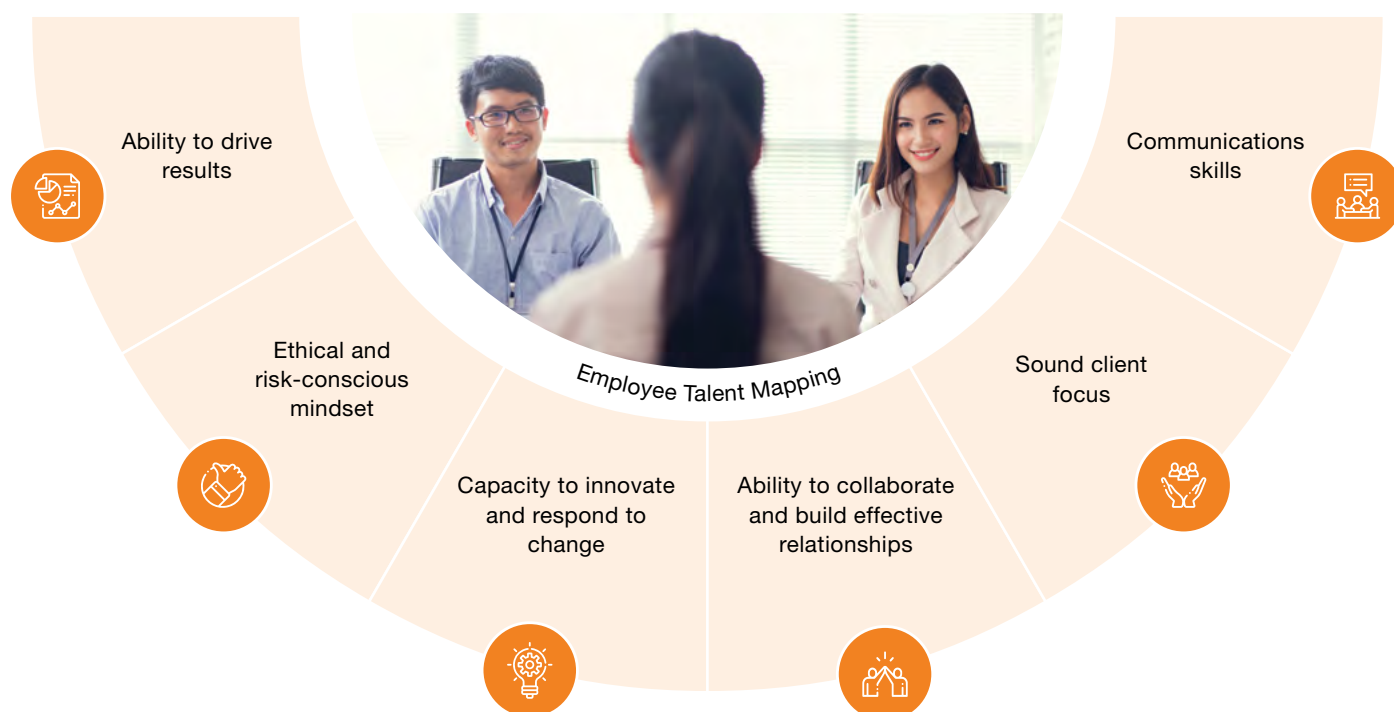 Ability to drive
results
Ethical and
risk-conscious
mindset
Capacity to innovate
and respond to
change
Ability to collaborate
and build effective
relationships
Sound client
focus
Communications
skills
Employee Talent Mapping